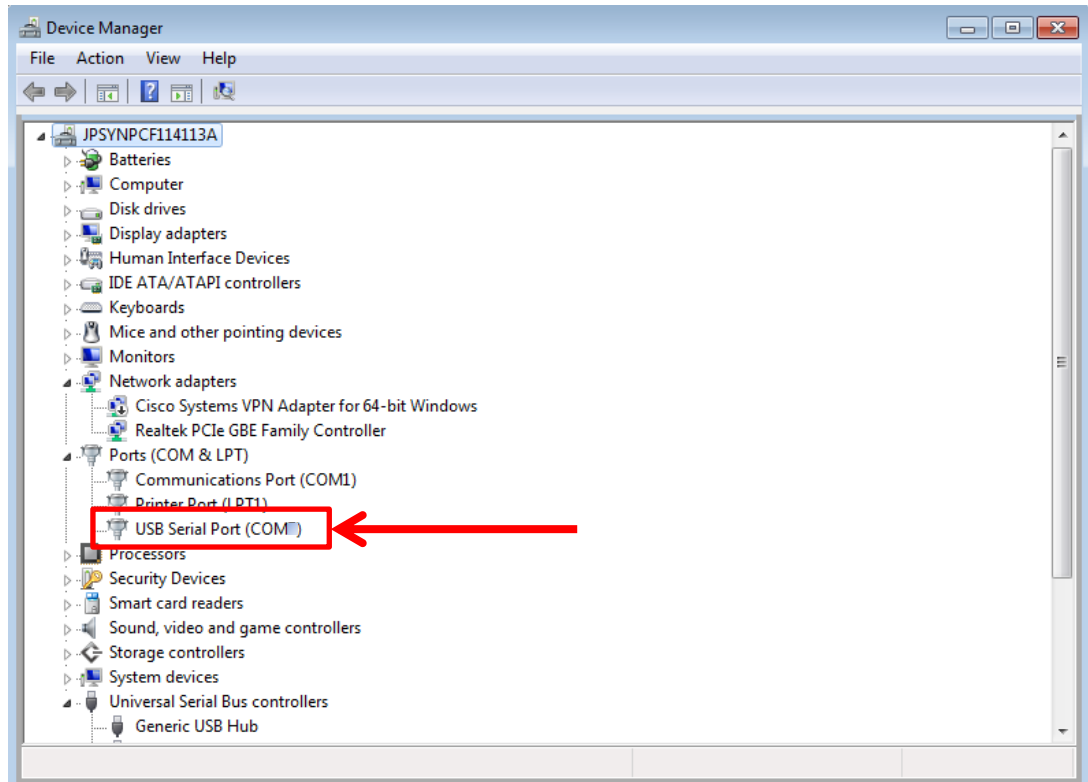 Device Manager
File Action View Help
JPSYNPCF114113A
Batteries
Computer
Disk drives
Display adapters
Human Interface Devices
IDE ATA/ATAPI controllers
Keyboards
Mice and other pointing devices
Monitors
Network adapters
Cisco Systems VPN Adapter for 64-bit Windows
Realtek PCIe GBE Family Controller
Ports (COM & LPT)
Communications Port (COM1)
Printer Port (LPT1)
USB Serial Port (COM )
Processors
Security Devices
Smart card readers
Sound, video and game controllers
Storage controllers
System devices
Universal Serial Bus controllers
Generic USB Hub